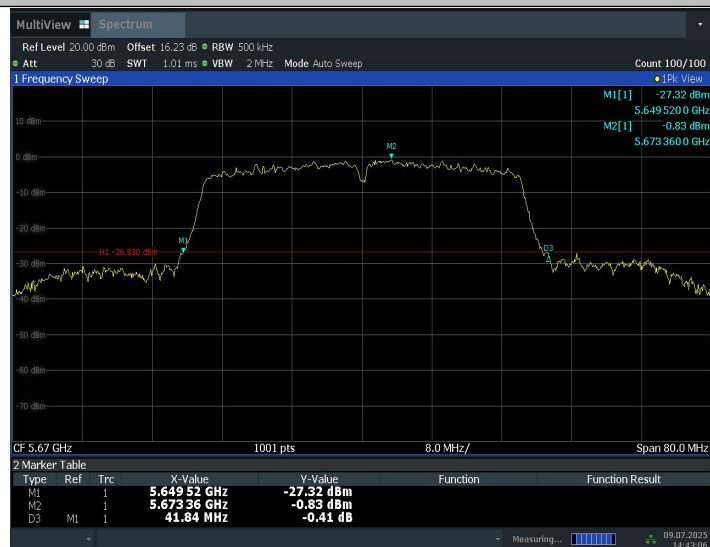 MultiView Spectrum
Ref Level 20.00 dBm Offset 16.23 dB RBW 500 kHz
Att 30 dB SWT 1.01 ms VBW 2 MHz Mode Auto Sweep Count 100/100
1 Frequency Sweep 1Pk View
M1[1] -27.32 dBm
5.649 520 0 GHz
M2[1] -0.83 dBm
5.673 360 0 GHz
10 dBm
0 dBm
M2
-10 dBm
-20 dBm
M1
H1 -26.830 dBm
D3
-30 dBm
-40 dBm
-50 dBm
-60 dBm
-70 dBm
CF 5.67 GHz 1001 pts 8.0 MHz/ Span 80.0 MHz
2 Marker Table
Type Ref Trc X-Value Y-Value Function Function Result
M1 1 5.649 52 GHz -27.32 dBm
M2 1 5.673 36 GHz -0.83 dBm
D3 M1 1 41.84 MHz -0.41 dB
Measuring... 09.07.2025
14:43:06